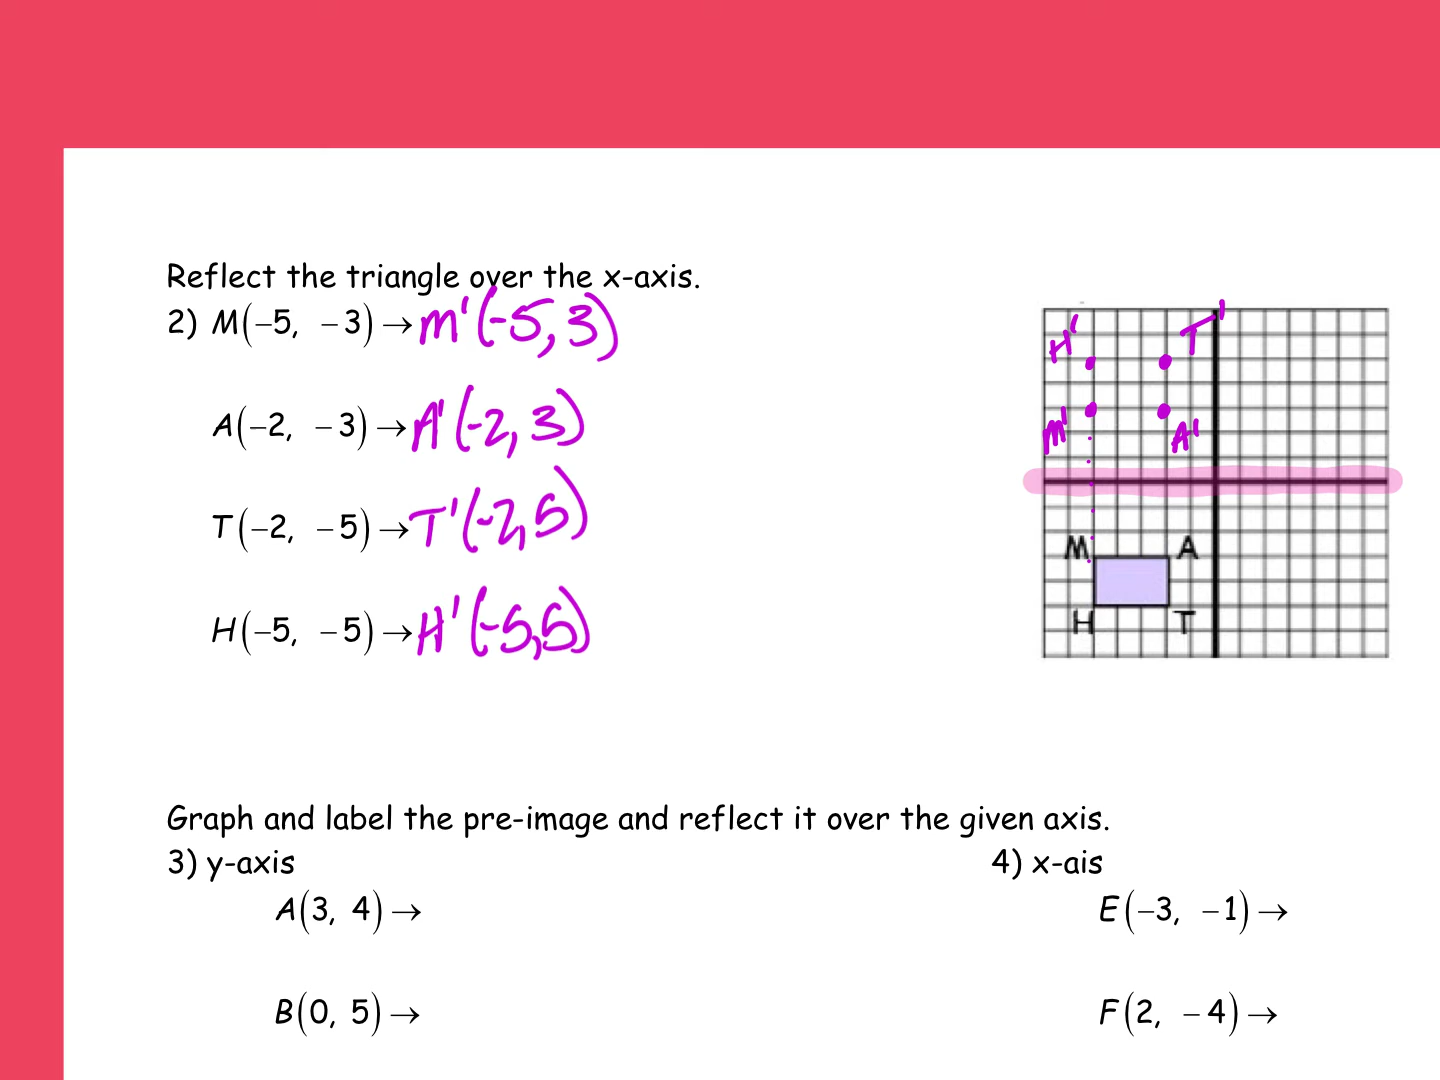 Reflect the triangle over the x-axis.
2) M(−5, −3)→m'(-5,3)
A(−2, −3)→A'(-2,3)
T(−2, −5)→T'(-2,5)
H(−5, −5)→H'(-5,5)
H' T'
M' A'
M A
H T
Graph and label the pre-image and reflect it over the given axis.
3) y-axis
A(3, 4)→
B(0, 5)→
4) x-ais
E(−3, −1)→
F(2, −4)→